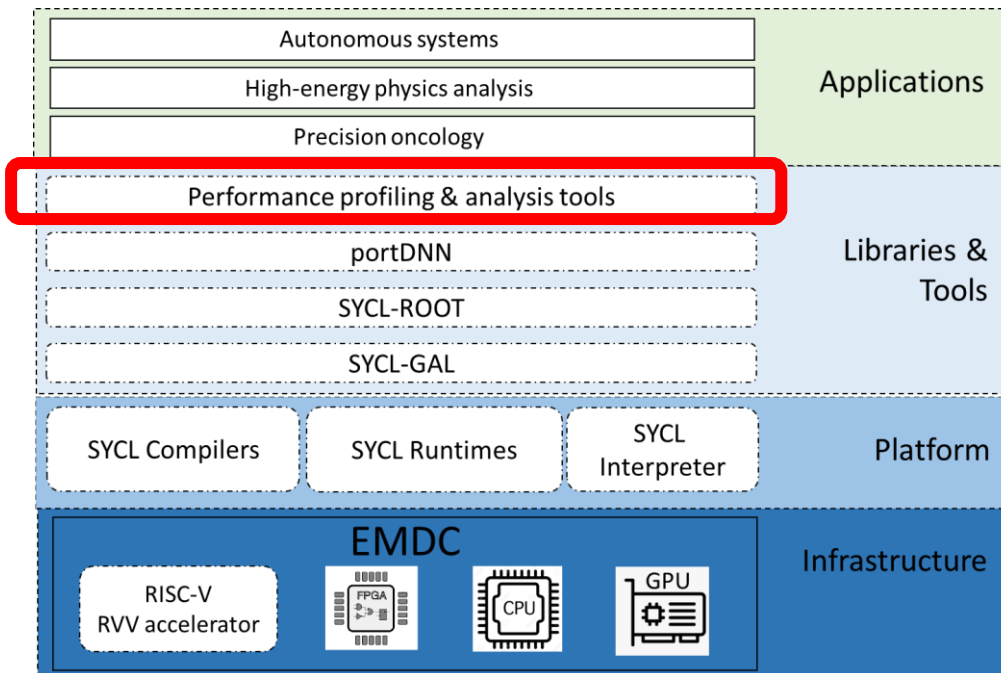 Autonomous systems
High-energy physics analysis
Precision oncology
Applications
Performance profiling & analysis tools
portDNN
SYCL-ROOT
SYCL-GAL
Libraries &
Tools
SYCL Compilers
SYCL Runtimes
SYCL
Interpreter
Platform
EMDC
Infrastructure
RISC-V
RVV accelerator
FPGA
CPU
GPU